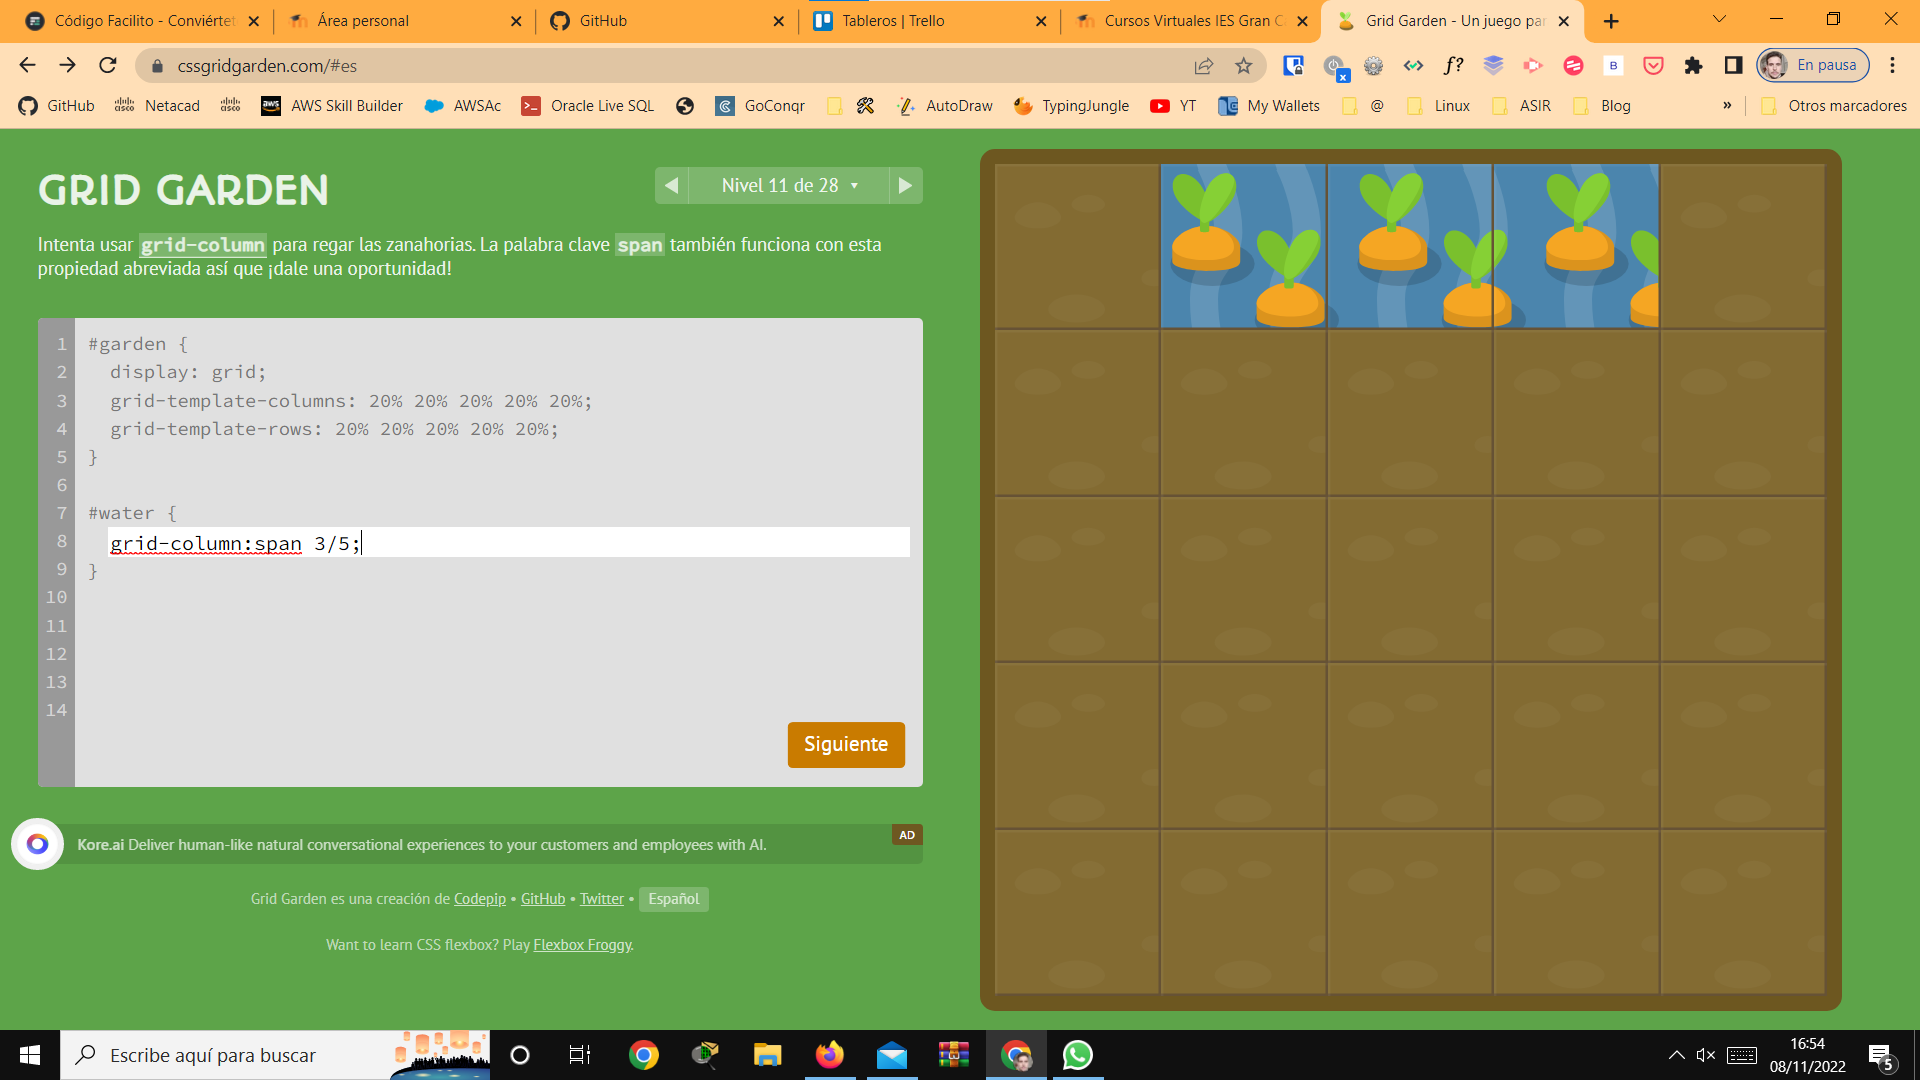 Código Facilito - Conviértet
Área personal
GitHub
Tableros | Trello
Cursos Virtuales IES Gran C
Grid Garden - Un juego par
cssgridgarden.com/#es
f?
B
En pausa
GitHub
Netacad
aws AWS Skill Builder
AWSAc
Oracle Live SQL
GoConqr
AutoDraw
TypingJungle
YT
My Wallets
@
Linux
ASIR
Blog
»
Otros marcadores
GRID GARDEN
Nivel 11 de 28
Intenta usar grid-column para regar las zanahorias. La palabra clave span también funciona con esta
propiedad abreviada así que ¡dale una oportunidad!
1 #garden {
2 display: grid;
3 grid-template-columns: 20% 20% 20% 20% 20%;
4 grid-template-rows: 20% 20% 20% 20% 20%;
5 }
6
7 #water {
8 grid-column:span 3/5;
9 }
10
11
12
13
14
Siguiente
AD
Kore.ai Deliver human-like natural conversational experiences to your customers and employees with AI.
Grid Garden es una creación de Codepip • GitHub • Twitter • Español
Want to learn CSS flexbox? Play Flexbox Froggy.
Escribe aquí para buscar
16:54
08/11/2022
5